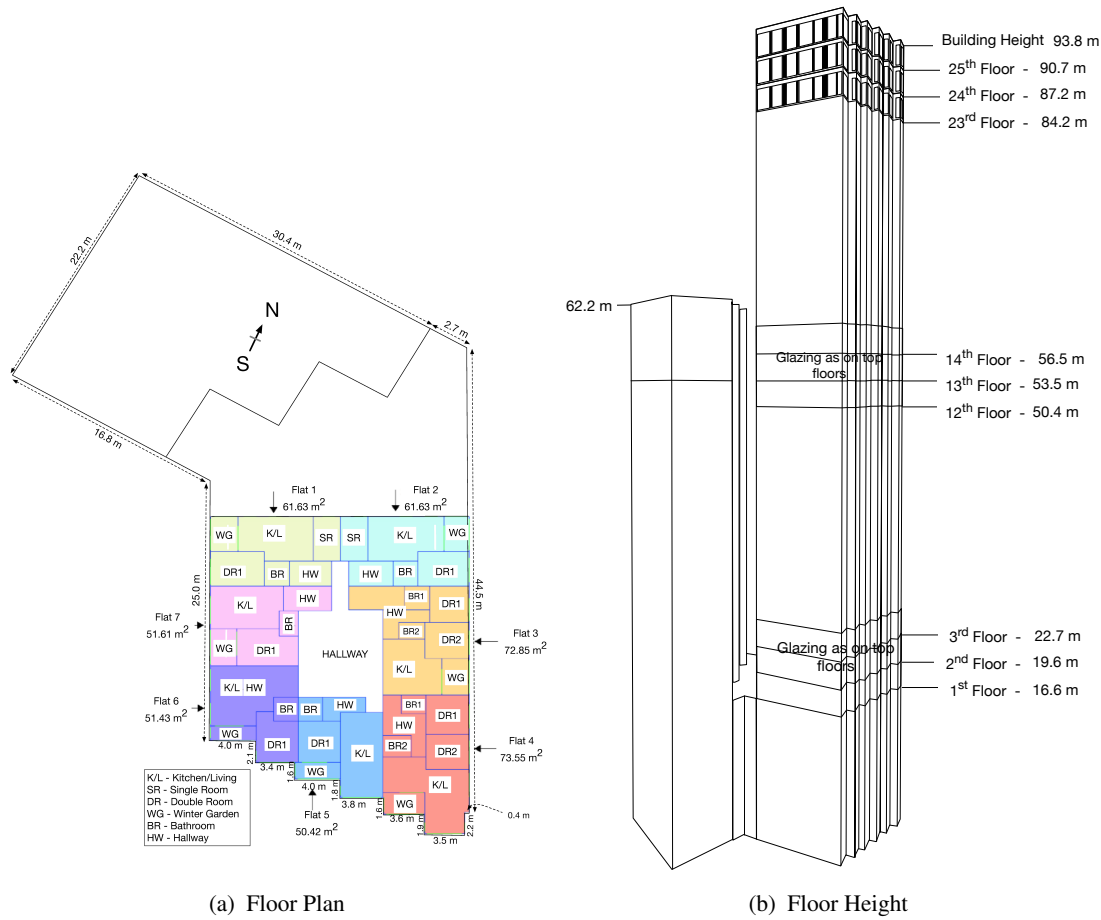 22.2 m
30.4 m
2.7 m
N
S
16.8 m
25.0 m
44.5 m
Flat 1
61.63 m²
Flat 2
61.63 m²
WG
K/L
SR
SR
K/L
WG
DR1
BR
HW
HW
BR
DR1
K/L
HW
BR1
DR1
HW
Flat 7
51.61 m²
BR
BR2
DR2
Flat 3
72.85 m²
WG
DR1
HALLWAY
K/L
WG
K/L
HW
Flat 6
51.43 m²
BR
BR
HW
BR1
DR1
HW
WG
DR1
DR1
K/L
BR2
DR2
Flat 4
73.55 m²
4.0 m
2.1 m
3.4 m
1.6 m
WG
4.0 m
1.8 m
K/L
3.8 m
1.6 m
WG
3.6 m
1.9 m
3.5 m
2.2 m
0.4 m
Flat 5
50.42 m²
K/L - Kitchen/Living
SR - Single Room
DR - Double Room
WG - Winter Garden
BR - Bathroom
HW - Hallway
(a) Floor Plan
Building Height 93.8 m
25th Floor - 90.7 m
24th Floor - 87.2 m
23rd Floor - 84.2 m
62.2 m
Glazing as on top
floors
14th Floor - 56.5 m
13th Floor - 53.5 m
12th Floor - 50.4 m
Glazing as on top
floors
3rd Floor - 22.7 m
2nd Floor - 19.6 m
1st Floor - 16.6 m
(b) Floor Height